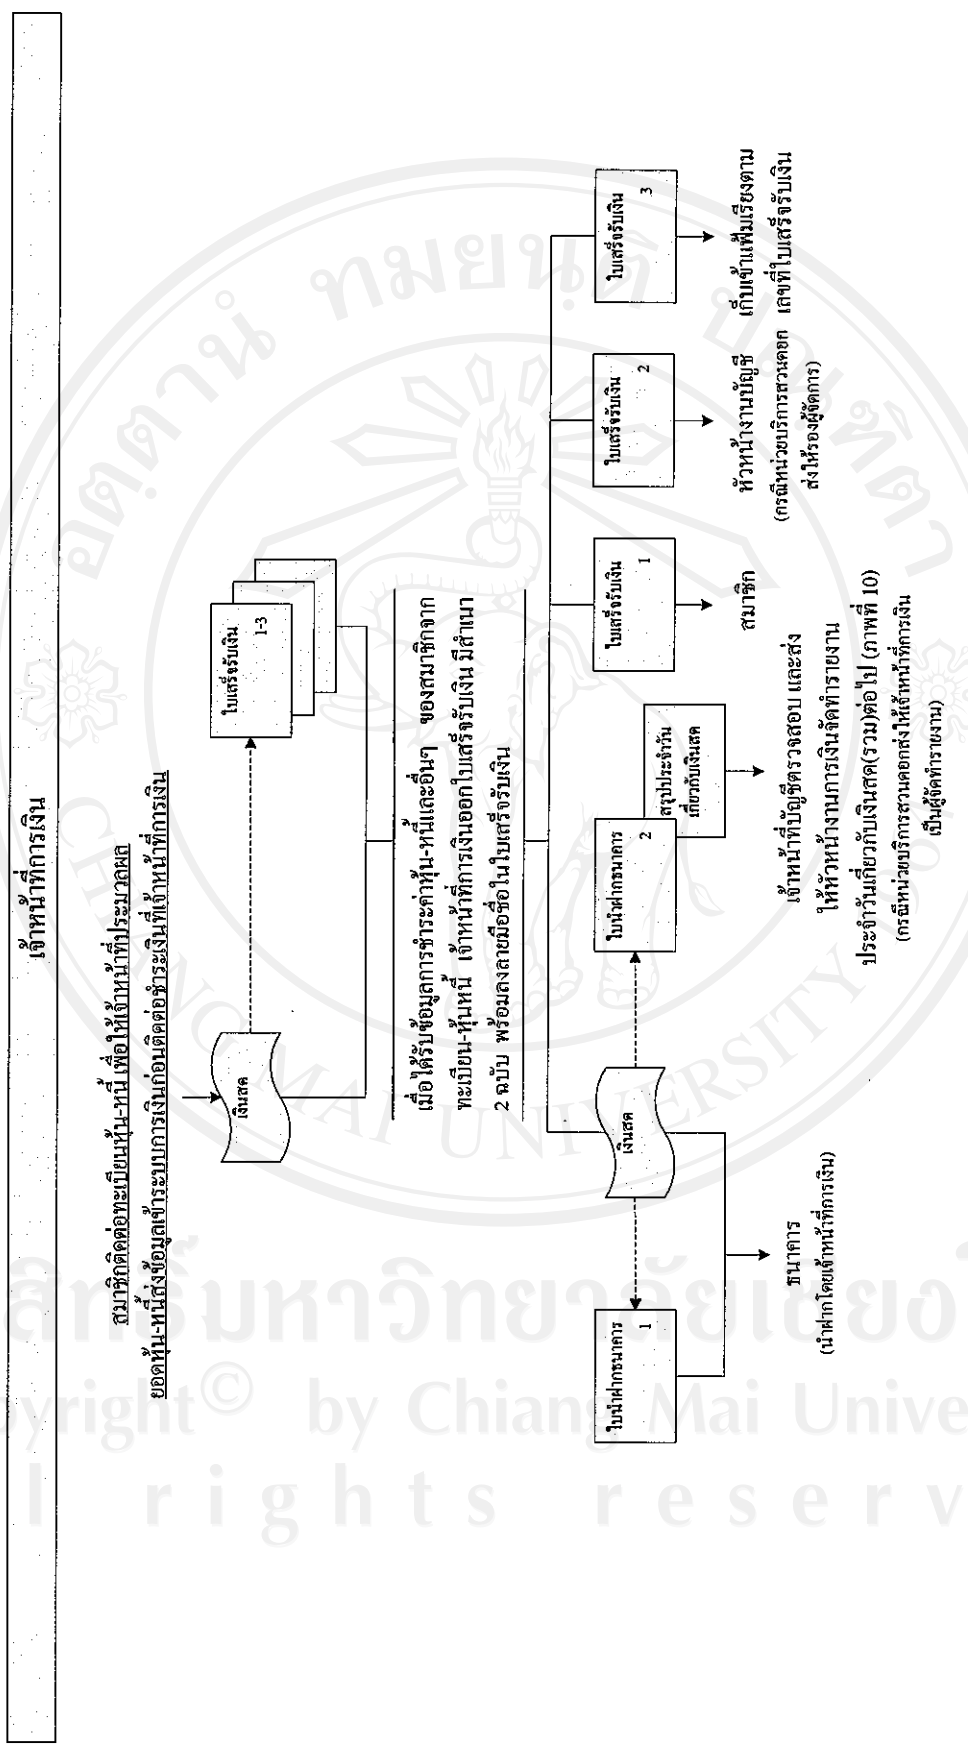 เจ้าหน้าที่การเงิน
สมาชิกติดต่อทะเบียนหุ้น-หนี้ เพื่อให้เจ้าหน้าที่ประมวลผล
ยอดหุ้น-หนี้ส่งข้อมูลเข้าระบบการเงินก่อนติดต่อชำระเงินที่เจ้าหน้าที่การเงิน
เงินสด
ใบเสร็จรับเงิน
1-3
เมื่อได้รับข้อมูลการชำระค่าหุ้น-หนี้และอื่นๆ ของสมาชิกจาก
ทะเบียน-หุ้นหนี้ เจ้าหน้าที่การเงินออกใบเสร็จรับเงิน มีสำเนา
2 ฉบับ พร้อมลงลายมือชื่อในใบเสร็จรับเงิน
ใบนำฝากธนาคาร
1
เงินสด
ใบนำฝากธนาคาร
2
สรุปประจำวัน
เกี่ยวกับเงินสด
ใบเสร็จรับเงิน
1
ใบเสร็จรับเงิน
2
ใบเสร็จรับเงิน
3
ธนาคาร
(นำฝากโดยเจ้าหน้าที่การเงิน)
เจ้าหน้าที่บัญชีตรวจสอบ และส่ง
ให้หัวหน้างานการเงินจัดทำรายงาน
ประจำวันเกี่ยวกับเงินสด(รวม)ต่อไป (ภาพที่ 10)
(กรณีหน่วยบริการสวนดอกส่งให้เจ้าหน้าที่การเงิน
เป็นผู้จัดทำรายงาน)
สมาชิก
หัวหน้างานบัญชี
(กรณีหน่วยบริการสวนดอก
ส่งให้รองผู้จัดการ)
เก็บเข้าแฟ้มเรียงตาม
เลขที่ใบเสร็จรับเงิน
CHIANG MAI UNIVERSITY
by Chiang Mai
rights